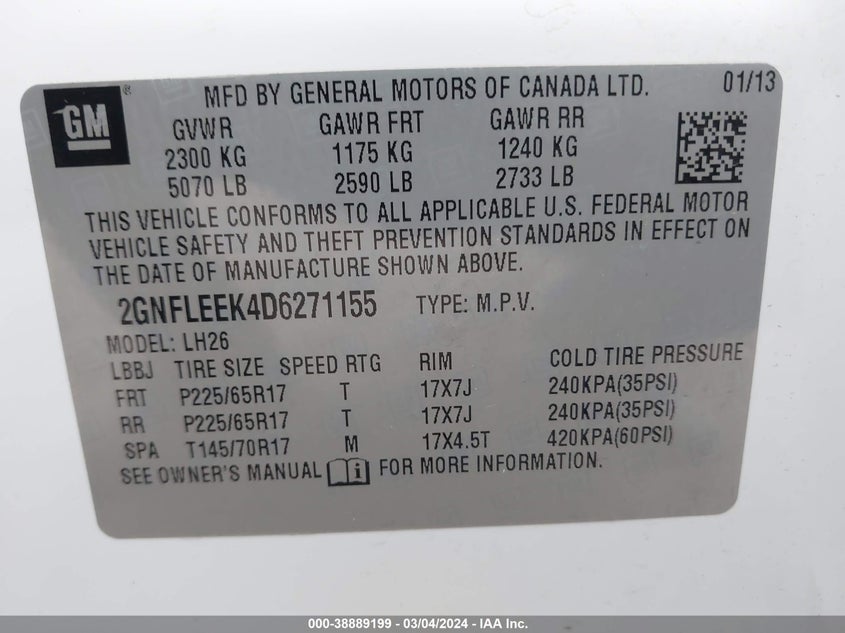 GM ® MFD BY GENERAL MOTORS OF CANADA LTD. 01/13
GVWR GAWR FRT GAWR RR
2300 KG 1175 KG 1240 KG
5070 LB 2590 LB 2733 LB
THIS VEHICLE CONFORMS TO ALL APPLICABLE U.S. FEDERAL MOTOR
VEHICLE SAFETY AND THEFT PREVENTION STANDARDS IN EFFECT ON
THE DATE OF MANUFACTURE SHOWN ABOVE.
2GNFLEEK4D6271155 TYPE: M.P.V.
MODEL: LH26
LBBJ TIRE SIZE SPEED RTG RIM COLD TIRE PRESSURE
FRT P225/65R17 T 17X7J 240KPA(35PSI)
RR P225/65R17 T 17X7J 240KPA(35PSI)
SPA T145/70R17 M 17X4.5T 420KPA(60PSI)
SEE OWNER'S MANUAL FOR MORE INFORMATION.
000-38889199 - 03/04/2024 - IAA Inc.